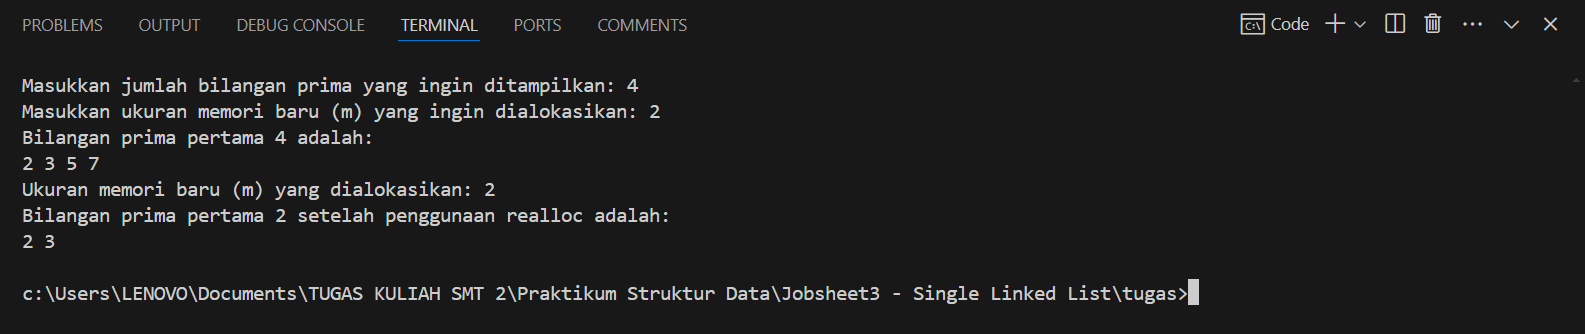 PROBLEMS OUTPUT DEBUG CONSOLE TERMINAL PORTS COMMENTS Code
Masukkan jumlah bilangan prima yang ingin ditampilkan: 4
Masukkan ukuran memori baru (m) yang ingin dialokasikan: 2
Bilangan prima pertama 4 adalah:
2 3 5 7
Ukuran memori baru (m) yang dialokasikan: 2
Bilangan prima pertama 2 setelah penggunaan realloc adalah:
2 3
c:\Users\LENOVO\Documents\TUGAS KULIAH SMT 2\Praktikum Struktur Data\Jobsheet3 - Single Linked List\tugas>